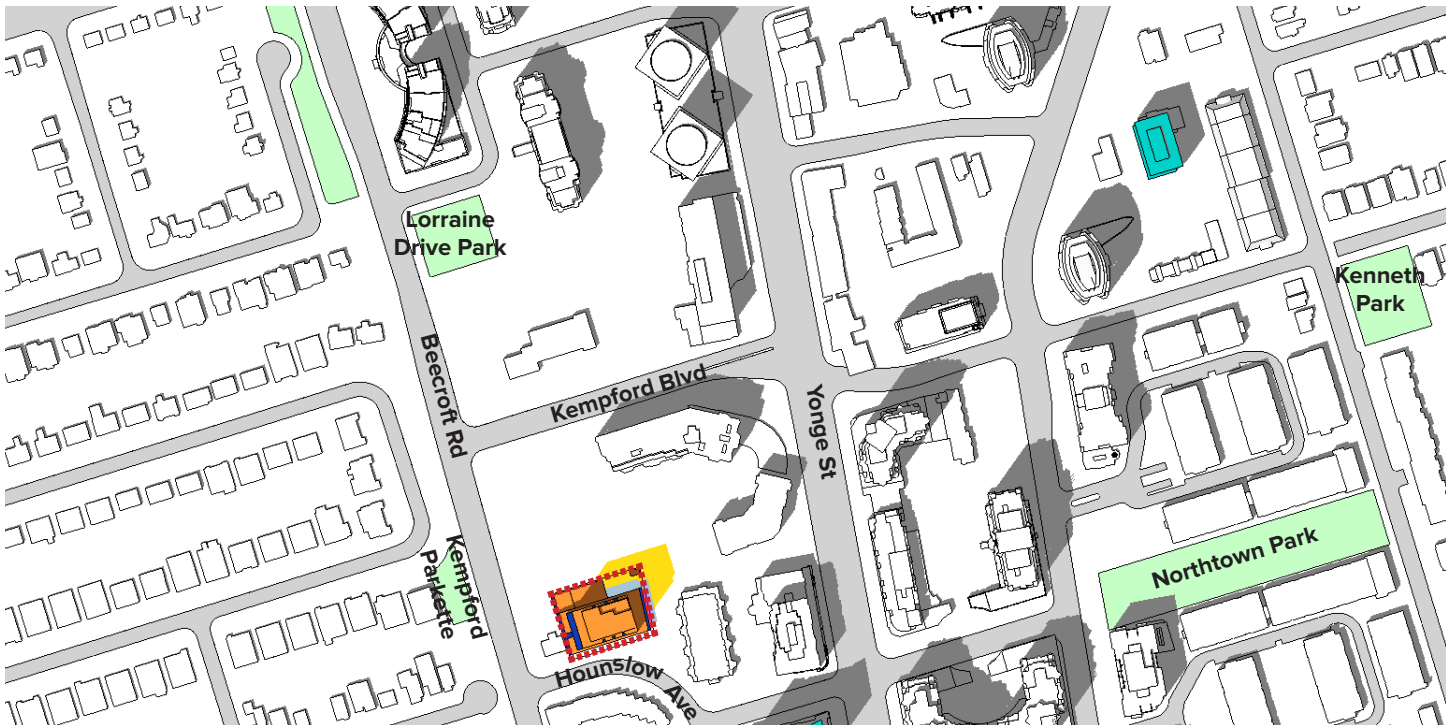 Lorraine
Drive Park
Kenneth
Park
Beecroft Rd
Kempford Blvd
Yonge St
Northtown Park
Kempford
Parkette
Hounslow Ave